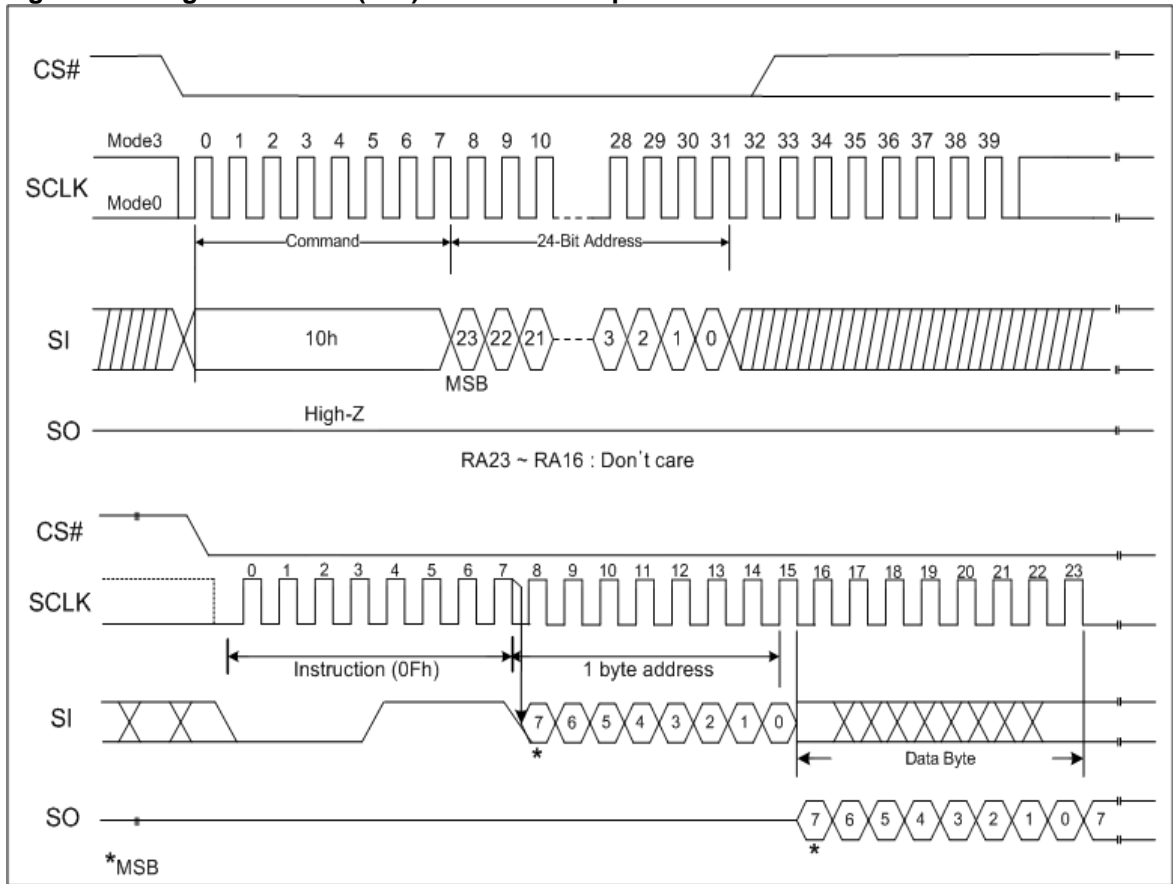 CS#
Mode3 0 1 2 3 4 5 6 7 8 9 10 28 29 30 31 32 33 34 35 36 37 38 39
SCLK
Mode0
Command 24-Bit Address
SI 10h 23 22 21 3 2 1 0
MSB
High-Z
SO
RA23 ~ RA16 : Don't care
CS#
0 1 2 3 4 5 6 7 8 9 10 11 12 13 14 15 16 17 18 19 20 21 22 23
SCLK
Instruction (0Fh) 1 byte address
SI 7 6 5 4 3 2 1 0
*
Data Byte
SO 7 6 5 4 3 2 1 0 7
*
*MSB